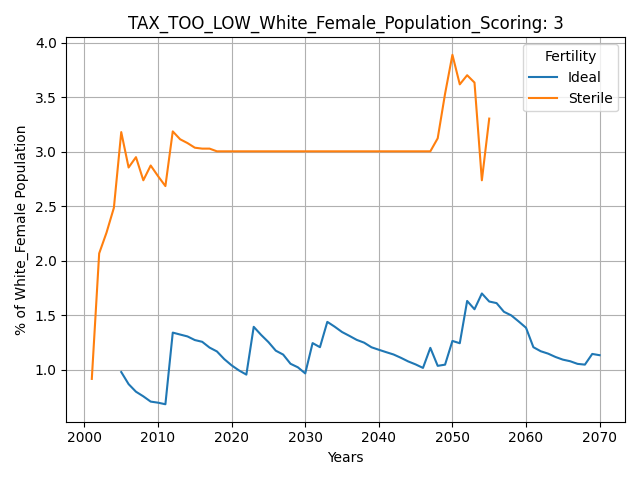 TAX_TOO_LOW_White_Female_Population_Scoring: 3
% of White_Female Population
4.0
3.5
3.0
2.5
2.0
1.5
1.0
Fertility
Ideal
Sterile
2000 2010 2020 2030 2040 2050 2060 2070
Years